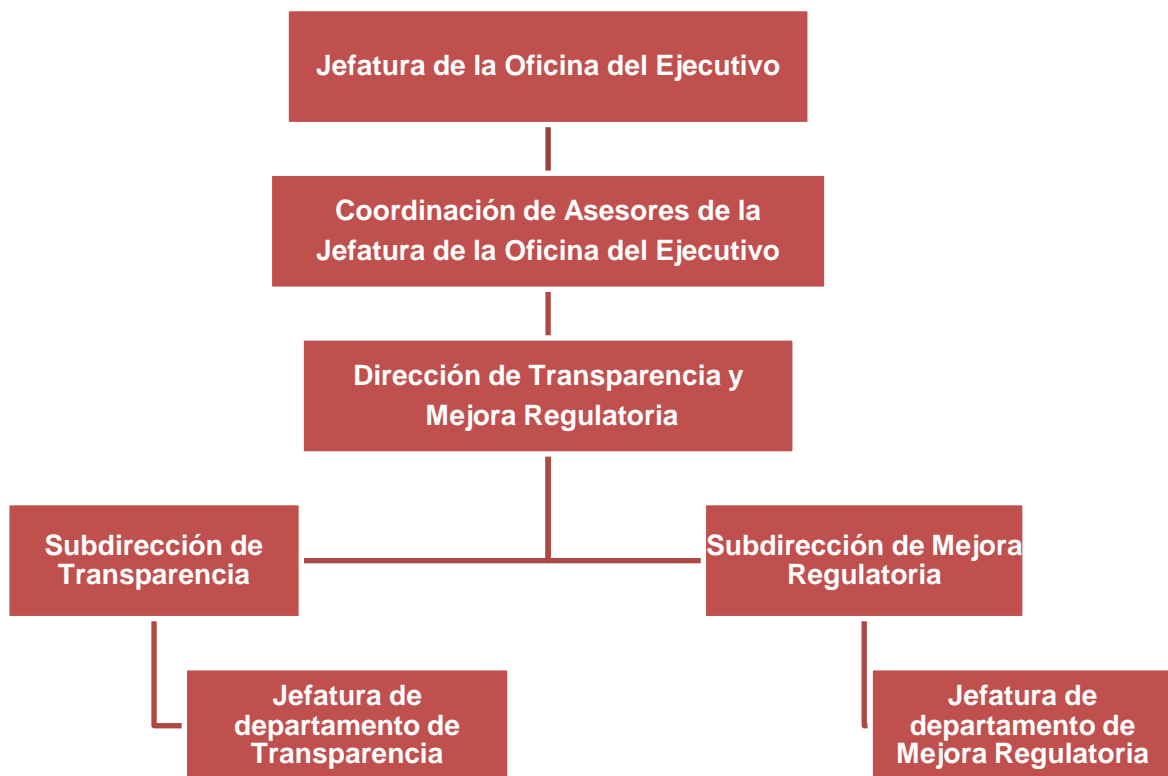 Jefatura de la Oficina del Ejecutivo
Coordinación de Asesores de la
Jefatura de la Oficina del Ejecutivo
Dirección de Transparencia y
Mejora Regulatoria
Subdirección de
Transparencia
Subdirección de Mejora
Regulatoria
Jefatura de
departamento de
Transparencia
Jefatura de
departamento de
Mejora Regulatoria